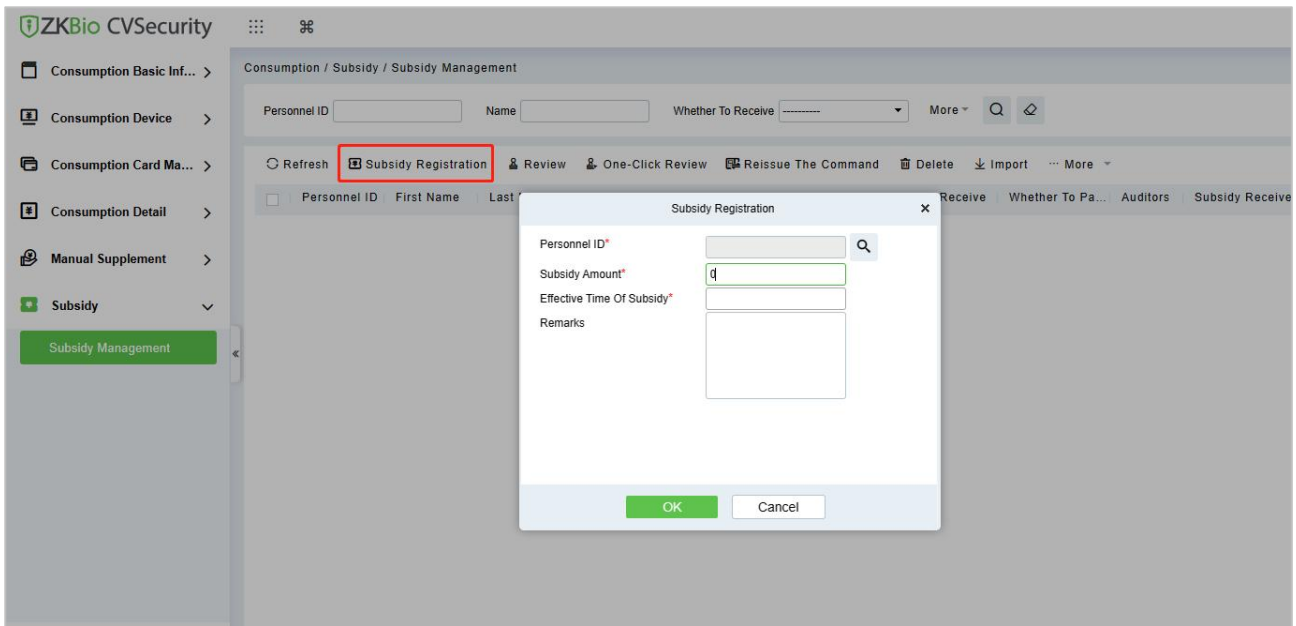 ZKBio CVSecurity
Consumption Basic Inf...
Consumption Device
Consumption Card Ma...
Consumption Detail
Manual Supplement
Subsidy
Subsidy Management
Consumption / Subsidy / Subsidy Management
Personnel ID Name Whether To Receive ---------- More
Refresh Subsidy Registration Review One-Click Review Reissue The Command Delete Import ··· More
Personnel ID First Name Last Receive Whether To Pa... Auditors Subsidy Receive
Subsidy Registration ×
Personnel ID*
Subsidy Amount* 0
Effective Time Of Subsidy*
Remarks
OK Cancel